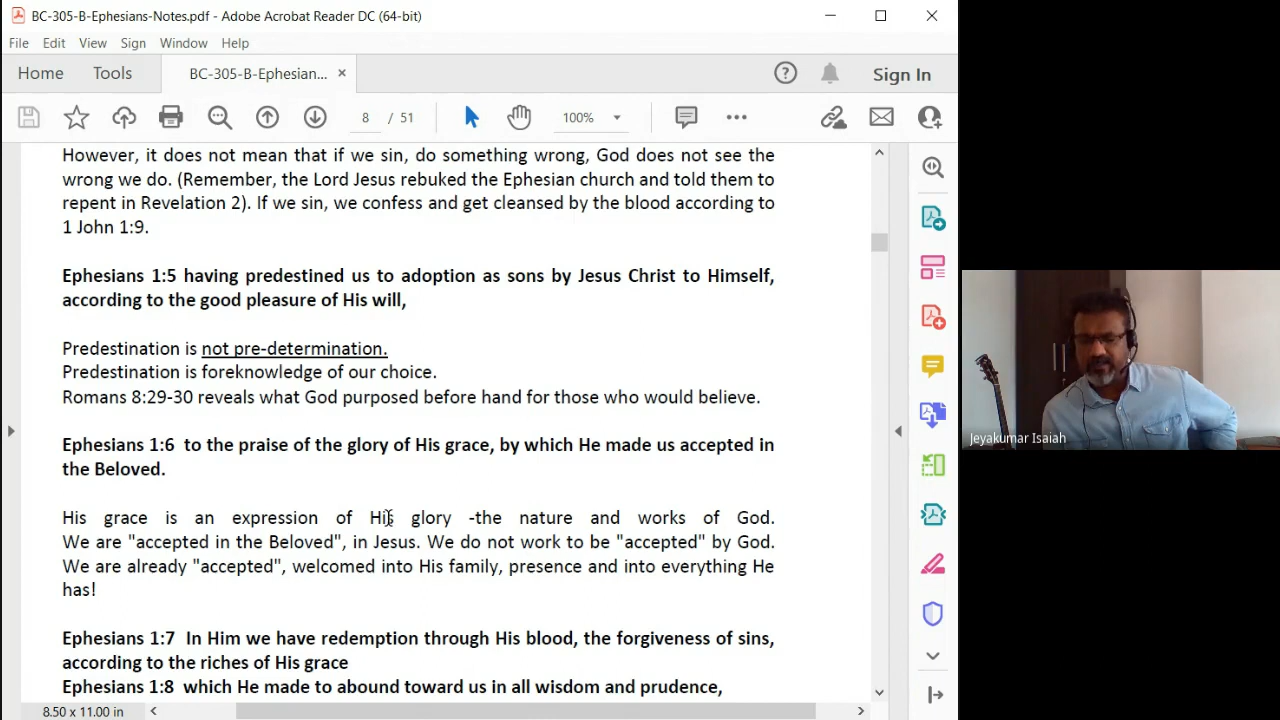 BC-305-B-Ephesians-Notes.pdf - Adobe Acrobat Reader DC (64-bit)
File Edit View Sign Window Help
Home Tools BC-305-B-Ephesian... × Sign In
8 / 51 100%
However, it does not mean that if we sin, do something wrong, God does not see the
wrong we do. (Remember, the Lord Jesus rebuked the Ephesian church and told them to
repent in Revelation 2). If we sin, we confess and get cleansed by the blood according to
1 John 1:9.
Ephesians 1:5 having predestined us to adoption as sons by Jesus Christ to Himself,
according to the good pleasure of His will,
Predestination is not pre-determination.
Predestination is foreknowledge of our choice.
Romans 8:29-30 reveals what God purposed before hand for those who would believe.
Ephesians 1:6 to the praise of the glory of His grace, by which He made us accepted in
the Beloved.
His grace is an expression of His glory -the nature and works of God.
We are "accepted in the Beloved", in Jesus. We do not work to be "accepted" by God.
We are already "accepted", welcomed into His family, presence and into everything He
has!
Ephesians 1:7 In Him we have redemption through His blood, the forgiveness of sins,
according to the riches of His grace
Ephesians 1:8 which He made to abound toward us in all wisdom and prudence,
8.50 x 11.00 in
Jeyakumar Isaiah